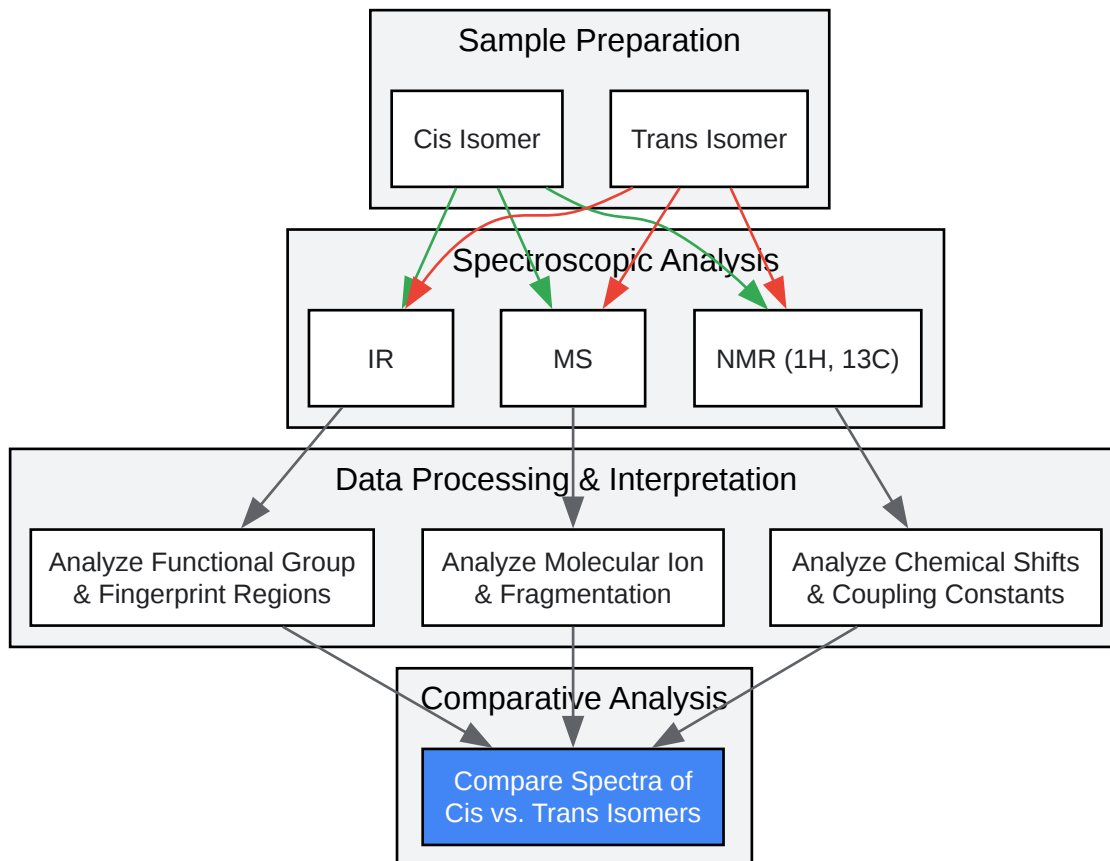 Sample Preparation
Cis Isomer
Trans Isomer
Spectroscopic Analysis
IR
MS
NMR (1H, 13C)
Data Processing & Interpretation
Analyze Functional Group
& Fingerprint Regions
Analyze Molecular Ion
& Fragmentation
Analyze Chemical Shifts
& Coupling Constants
Comparative Analysis
Compare Spectra of
Cis vs. Trans Isomers